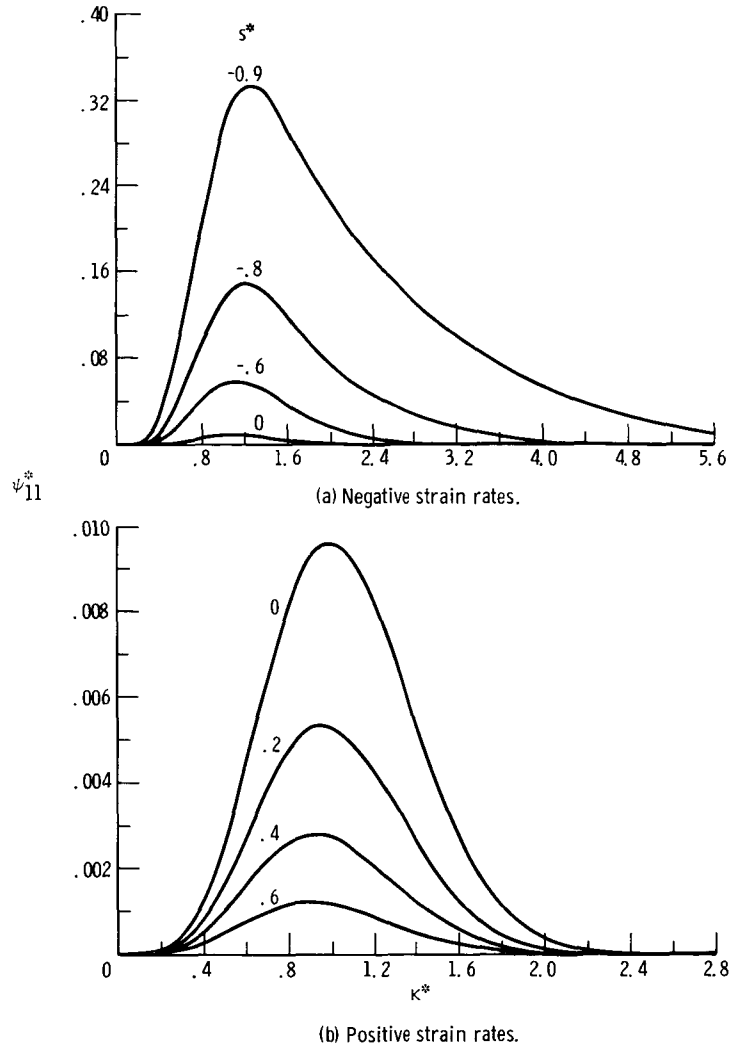 .40
s*
-0.9
.32
.24
.16
-.8
.08
-.6
0
0 .8 1.6 2.4 3.2 4.0 4.8 5.6
ψ*11
(a) Negative strain rates.
.010
.008
0
.006
.2
.004
.4
.002
.6
0 .4 .8 1.2 1.6 2.0 2.4 2.8
κ*
(b) Positive strain rates.